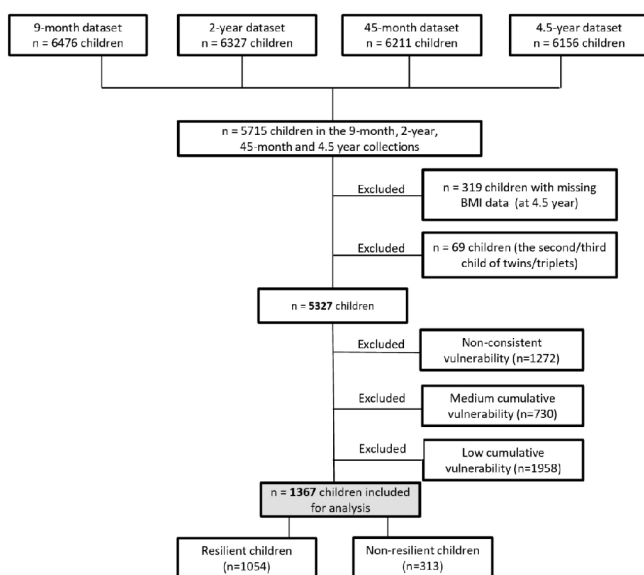 9-month dataset
n = 6476 children
2-year dataset
n = 6327 children
45-month dataset
n = 6211 children
4.5-year dataset
n = 6156 children
n = 5715 children in the 9-month, 2-year,
45-month and 4.5 year collections
Excluded
n = 319 children with missing
BMI data (at 4.5 year)
Excluded
n = 69 children (the second/third
child of twins/triplets)
n = 5327 children
Excluded
Non-consistent
vulnerability (n=1272)
Excluded
Medium cumulative
vulnerability (n=730)
Excluded
Low cumulative
vulnerability (n=1958)
n = 1367 children included
for analysis
Resilient children
(n=1054)
Non-resilient children
(n=313)